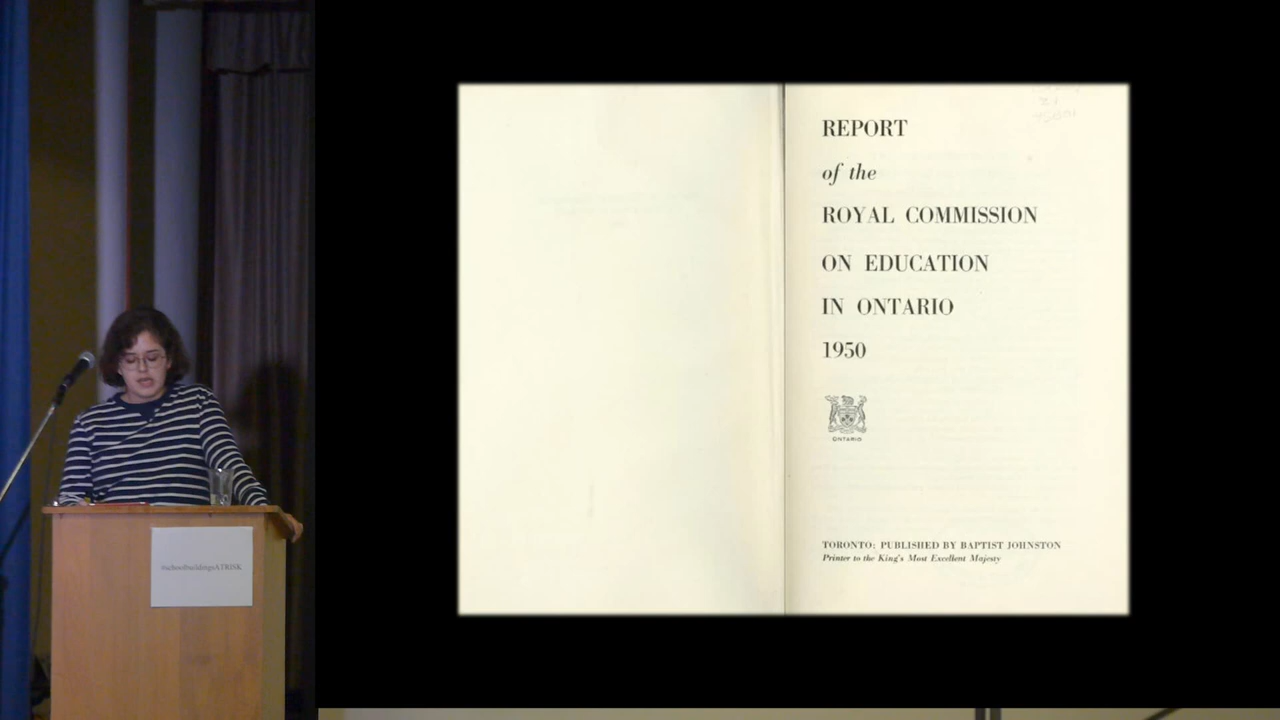 REPORT
of the
ROYAL COMMISSION
ON EDUCATION
IN ONTARIO
1950
ONTARIO
TORONTO: PUBLISHED BY BAPTIST JOHNSTON
Printer to the King's Most Excellent Majesty
#schoolbuildingsATRISK